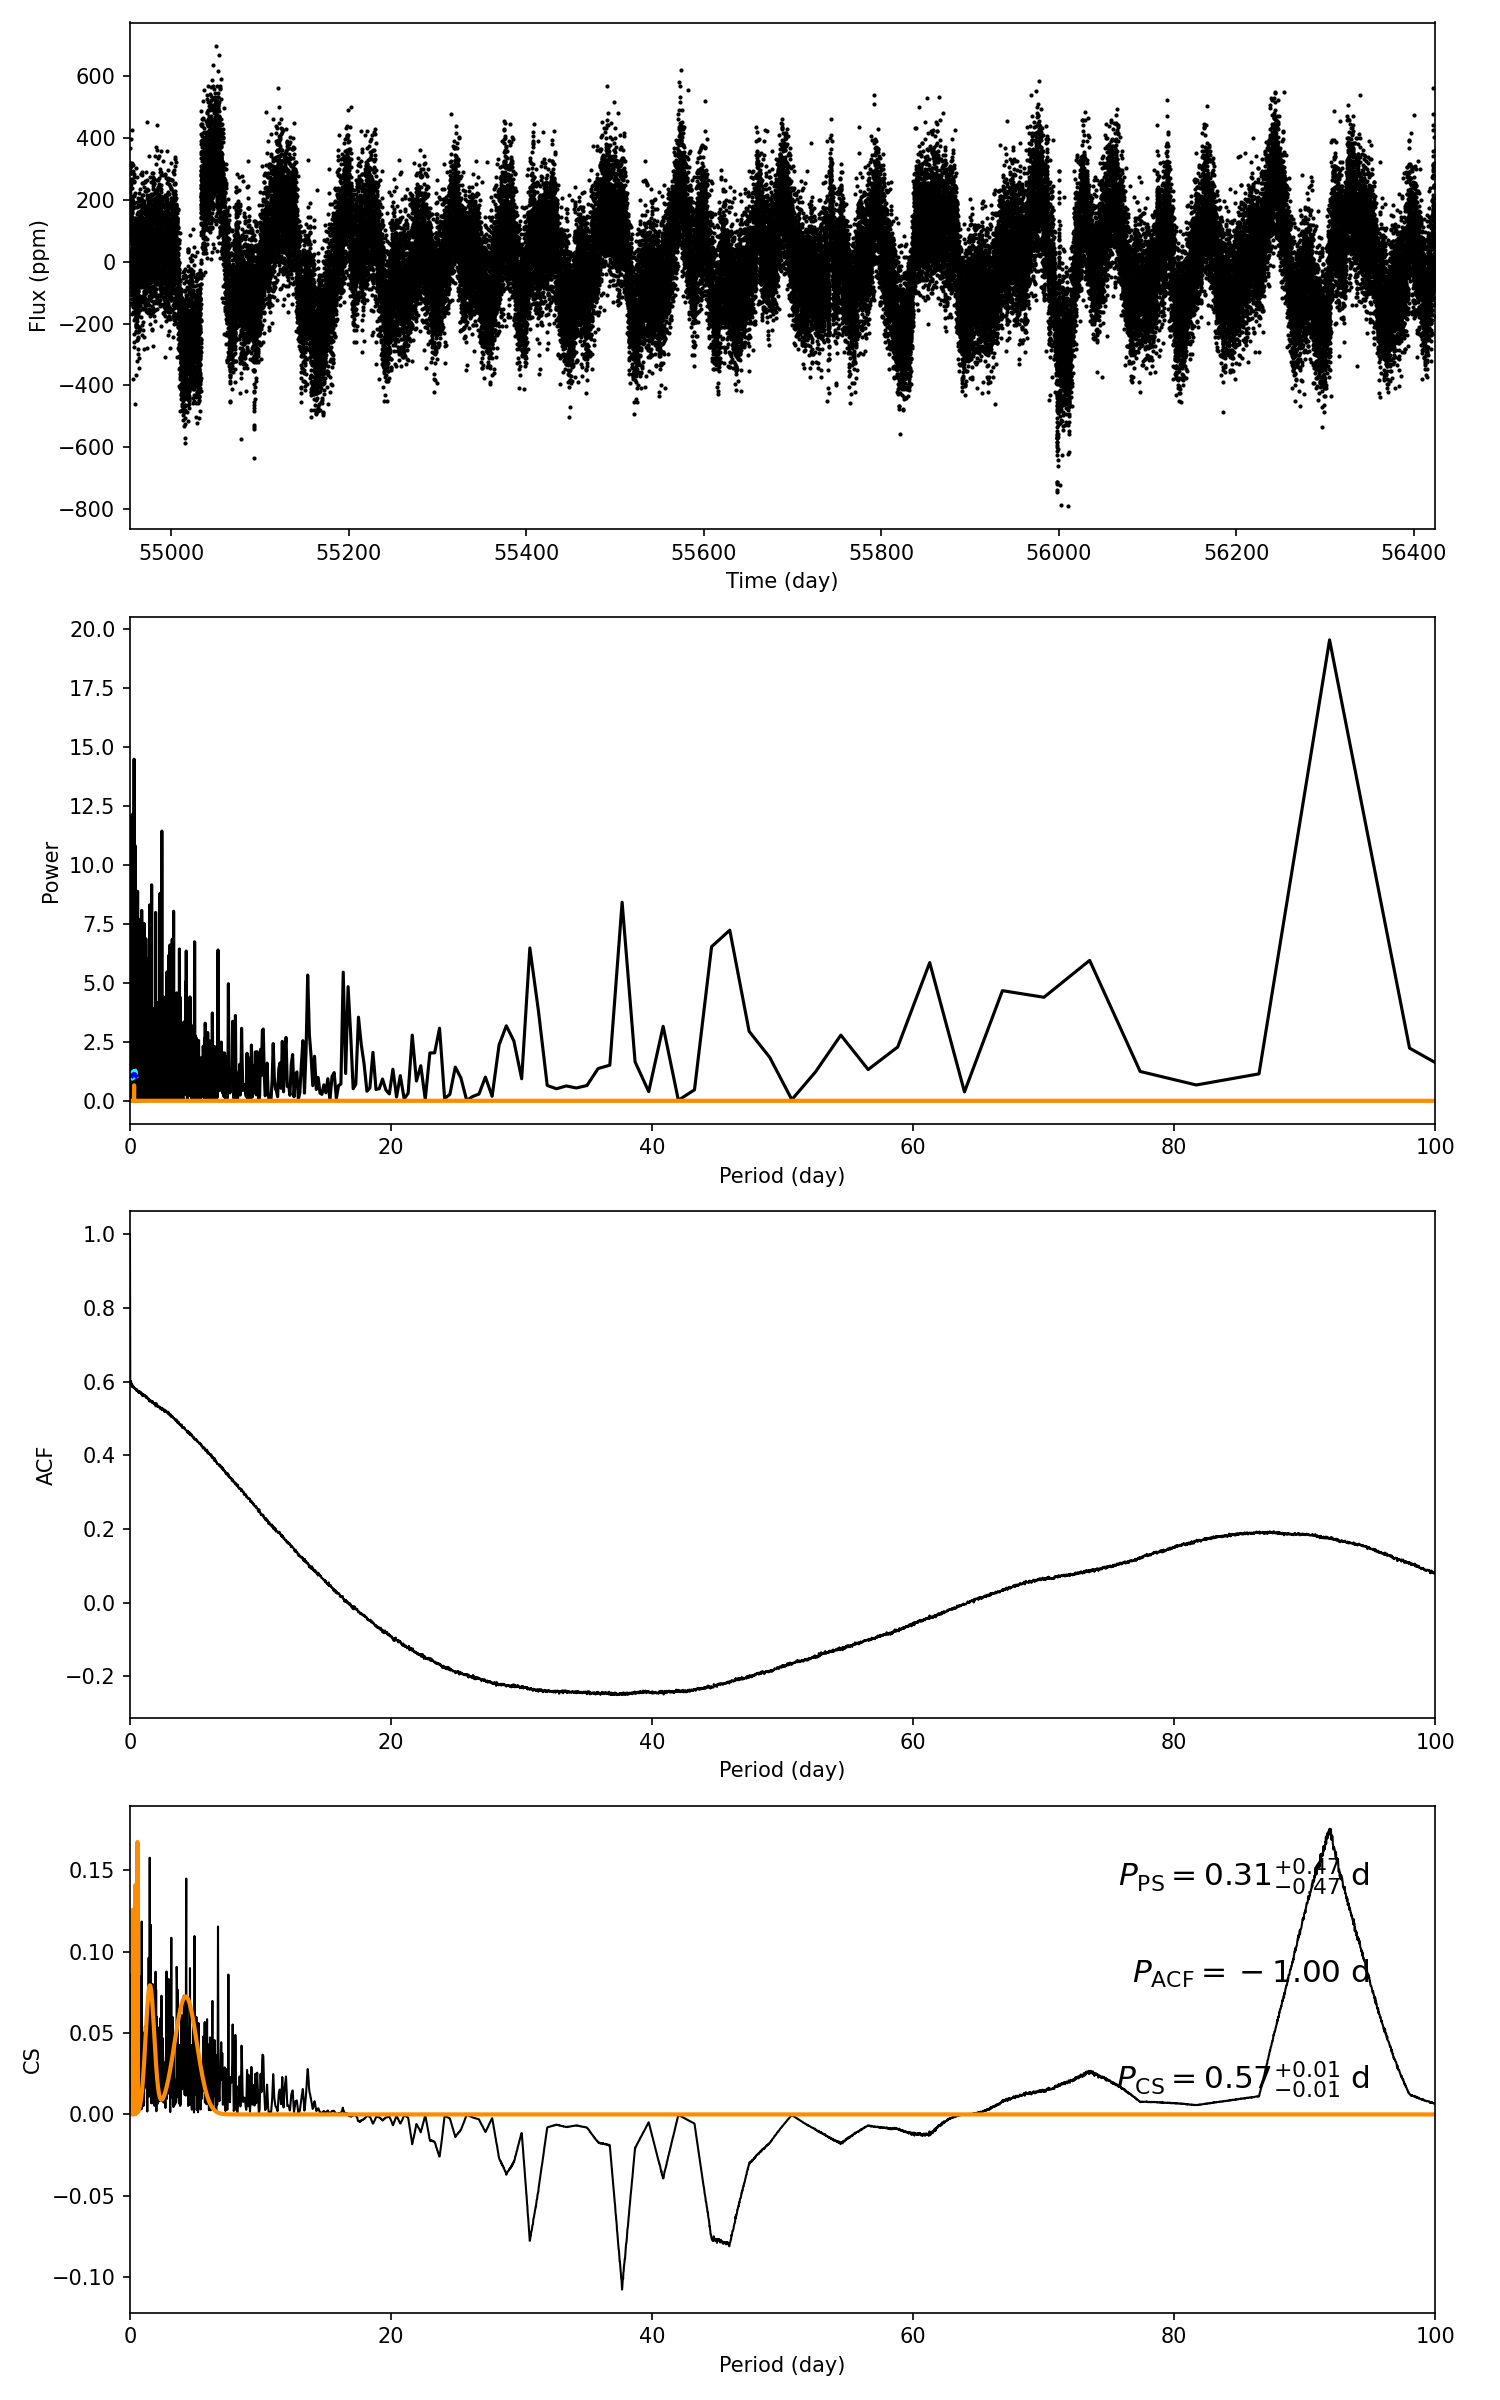 600
400
200
0
−200
−400
−600
−800
Flux (ppm)
55000 55200 55400 55600 55800 56000 56200 56400
Time (day)
20.0
17.5
15.0
12.5
10.0
7.5
5.0
2.5
0.0
Power
0 20 40 60 80 100
Period (day)
1.0
0.8
0.6
0.4
0.2
0.0
−0.2
ACF
0 20 40 60 80 100
Period (day)
0.15
0.10
0.05
0.00
−0.05
−0.10
CS
P_PS = 0.31 +0.47 −0.47 d
P_ACF = −1.00 d
P_CS = 0.57 +0.01 −0.01 d
0 20 40 60 80 100
Period (day)